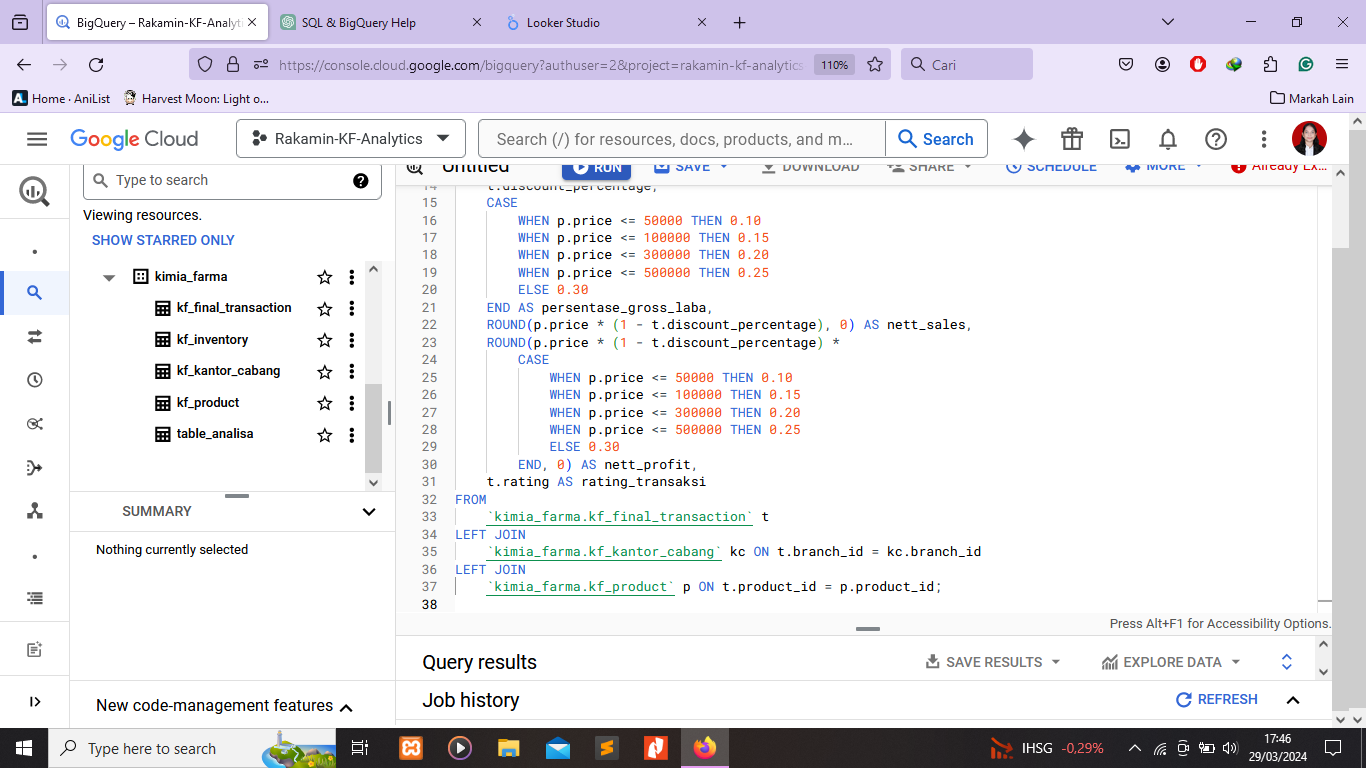 BigQuery – Rakamin-KF-Analytics
SQL & BigQuery Help
Looker Studio
https://console.cloud.google.com/bigquery?authuser=2&project=rakamin-kf-analytics
110%
Cari
Home · AniList
Harvest Moon: Light o...
Markah Lain
Google Cloud
Rakamin-KF-Analytics
Search (/) for resources, docs, products, and m...
Search
Type to search
Viewing resources.
SHOW STARRED ONLY
kimia_farma
kf_final_transaction
kf_inventory
kf_kantor_cabang
kf_product
table_analisa
SUMMARY
Nothing currently selected
New code-management features
Untitled
RUN
SAVE
DOWNLOAD
SHARE
SCHEDULE
MORE
Already Ex...
14 t.discount_percentage,
15 CASE
16 WHEN p.price <= 50000 THEN 0.10
17 WHEN p.price <= 100000 THEN 0.15
18 WHEN p.price <= 300000 THEN 0.20
19 WHEN p.price <= 500000 THEN 0.25
20 ELSE 0.30
21 END AS persentase_gross_laba,
22 ROUND(p.price * (1 - t.discount_percentage), 0) AS nett_sales,
23 ROUND(p.price * (1 - t.discount_percentage) *
24 CASE
25 WHEN p.price <= 50000 THEN 0.10
26 WHEN p.price <= 100000 THEN 0.15
27 WHEN p.price <= 300000 THEN 0.20
28 WHEN p.price <= 500000 THEN 0.25
29 ELSE 0.30
30 END, 0) AS nett_profit,
31 t.rating AS rating_transaksi
32 FROM
33 `kimia_farma.kf_final_transaction` t
34 LEFT JOIN
35 `kimia_farma.kf_kantor_cabang` kc ON t.branch_id = kc.branch_id
36 LEFT JOIN
37 `kimia_farma.kf_product` p ON t.product_id = p.product_id;
38
Press Alt+F1 for Accessibility Options.
Query results
SAVE RESULTS
EXPLORE DATA
Job history
REFRESH
Type here to search
IHSG -0,29%
17:46
29/03/2024